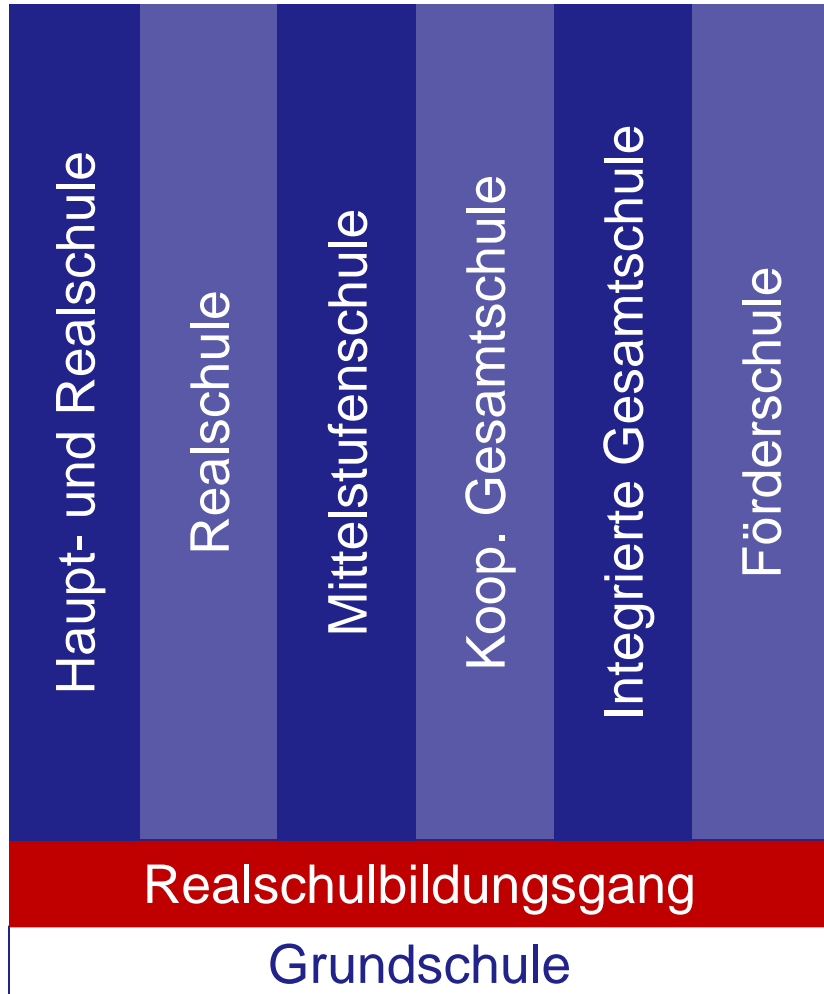 Haupt- und Realschule
Realschule
Mittelstufenschule
Koop. Gesamtschule
Integrierte Gesamtschule
Förderschule
Realschulbildungsgang
Grundschule